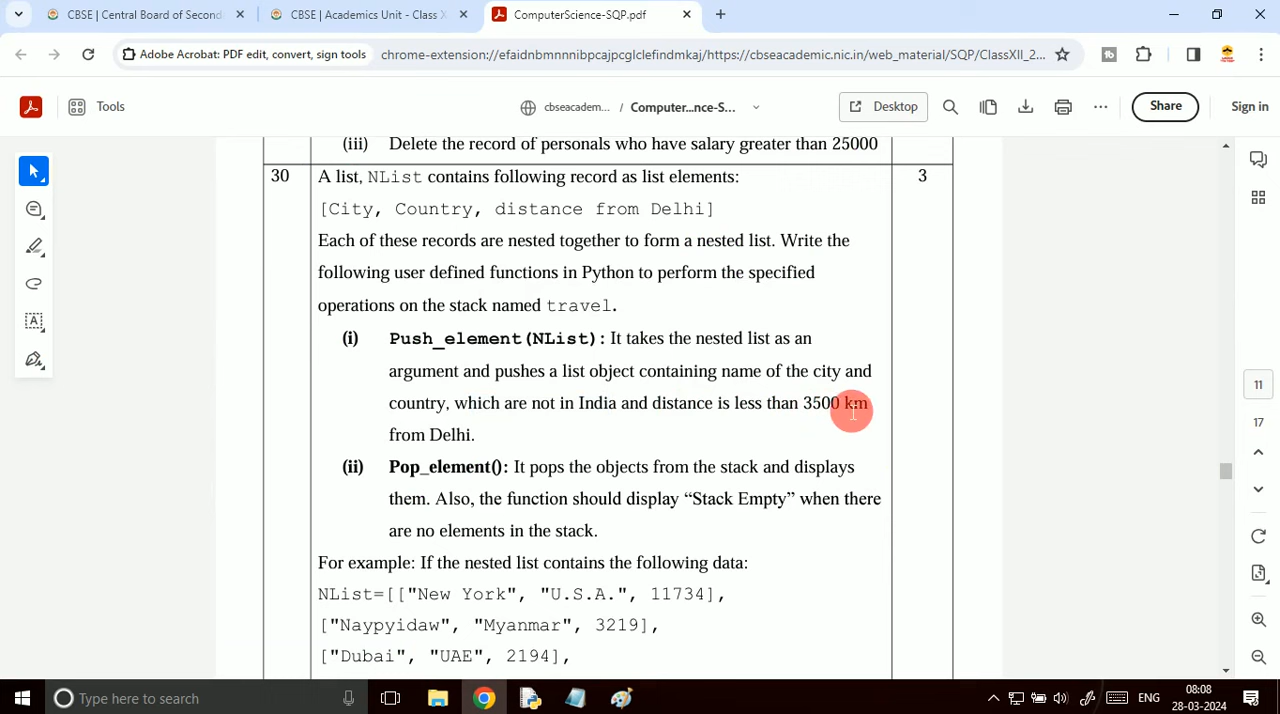 CBSE | Central Board of Second
CBSE | Academics Unit - Class X
ComputerScience-SQP.pdf
Adobe Acrobat: PDF edit, convert, sign tools
chrome-extension://efaidnbmnnnibpcajpcglclefindmkaj/https://cbseacademic.nic.in/web_material/SQP/ClassXII_2...
Tools
cbseacadem... / Computer...nce-S...
Desktop
Share
Sign in
(iii) Delete the record of personals who have salary greater than 25000
30 A list, NList contains following record as list elements: 3
[City, Country, distance from Delhi]
Each of these records are nested together to form a nested list. Write the
following user defined functions in Python to perform the specified
operations on the stack named travel.
(i) Push_element(NList): It takes the nested list as an
argument and pushes a list object containing name of the city and
country, which are not in India and distance is less than 3500 km
from Delhi.
(ii) Pop_element(): It pops the objects from the stack and displays
them. Also, the function should display “Stack Empty” when there
are no elements in the stack.
For example: If the nested list contains the following data:
NList=[["New York", "U.S.A.", 11734],
["Naypyidaw", "Myanmar", 3219],
["Dubai", "UAE", 2194],
11
17
Type here to search
ENG
08:08
28-03-2024